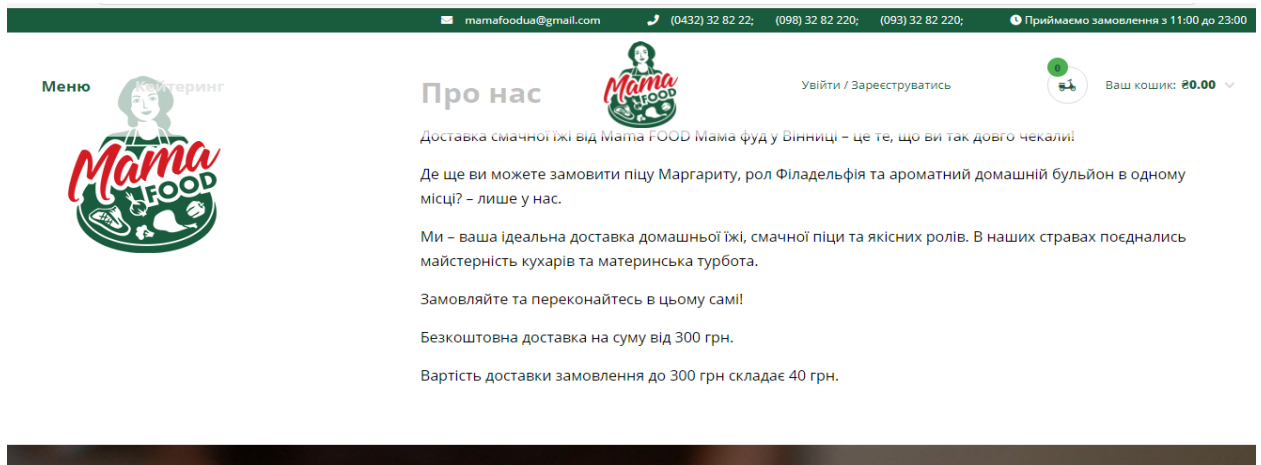 mamafoodua@gmail.com (0432) 32 82 22; (098) 32 82 220; (093) 32 82 220; Приймаємо замовлення з 11:00 до 23:00
Меню Кейтеринг
Про нас
Mama
FOOD
Увійти / Зареєструватись
0
Ваш кошик: ₴0.00
Mama
FOOD
Доставка смачної їжі від Mama FOOD Мама фуд у Вінниці – це те, що ви так довго чекали!
Де ще ви можете замовити піцу Маргариту, рол Філадельфія та ароматний домашній бульйон в одному
місці? – лише у нас.
Ми – ваша ідеальна доставка домашньої їжі, смачної піци та якісних ролів. В наших стравах поєднались
майстерність кухарів та материнська турбота.
Замовляйте та переконайтесь в цьому самі!
Безкоштовна доставка на суму від 300 грн.
Вартість доставки замовлення до 300 грн складає 40 грн.